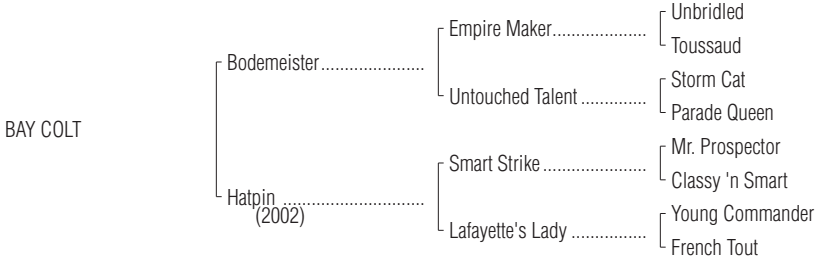 Unbridled
Empire Maker....................
Toussaud
Bodemeister......................
Storm Cat
Untouched Talent ..............
Parade Queen
BAY COLT
Mr. Prospector
Smart Strike......................
Classy 'n Smart
Hatpin ..............................
(2002)
Young Commander
Lafayette's Lady ................
French Tout